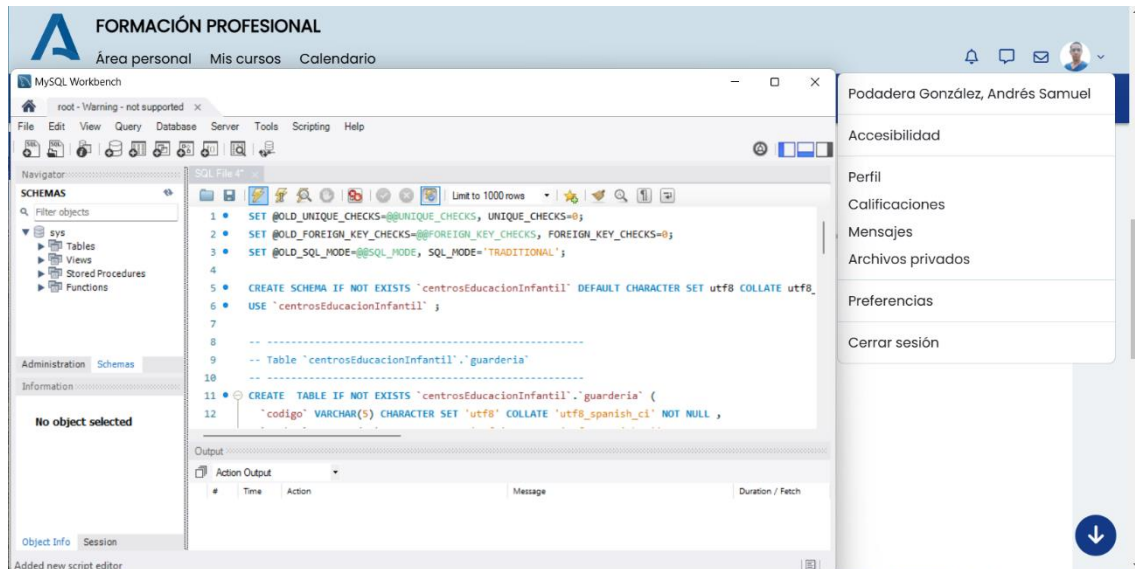 FORMACIÓN PROFESIONAL
Área personal Mis cursos Calendario
MySQL Workbench
root - Warning - not supported
File Edit View Query Database Server Tools Scripting Help
Navigator
SCHEMAS
Filter objects
sys
Tables
Views
Stored Procedures
Functions
Administration Schemas
Information
No object selected
Object Info Session
Added new script editor
SQL File 4*
Limit to 1000 rows
1 SET @OLD_UNIQUE_CHECKS=@@UNIQUE_CHECKS, UNIQUE_CHECKS=0;
2 SET @OLD_FOREIGN_KEY_CHECKS=@@FOREIGN_KEY_CHECKS, FOREIGN_KEY_CHECKS=0;
3 SET @OLD_SQL_MODE=@@SQL_MODE, SQL_MODE='TRADITIONAL';
4
5 CREATE SCHEMA IF NOT EXISTS `centrosEducacionInfantil` DEFAULT CHARACTER SET utf8 COLLATE utf8_
6 USE `centrosEducacionInfantil` ;
7
8 -- -----------------------------------------------------
9 -- Table `centrosEducacionInfantil`.`guarderia`
10 -- -----------------------------------------------------
11 CREATE TABLE IF NOT EXISTS `centrosEducacionInfantil`.`guarderia` (
12 `codigo` VARCHAR(5) CHARACTER SET 'utf8' COLLATE 'utf8_spanish_ci' NOT NULL ,
Output
Action Output
# Time Action Message Duration / Fetch
Podadera González, Andrés Samuel
Accesibilidad
Perfil
Calificaciones
Mensajes
Archivos privados
Preferencias
Cerrar sesión